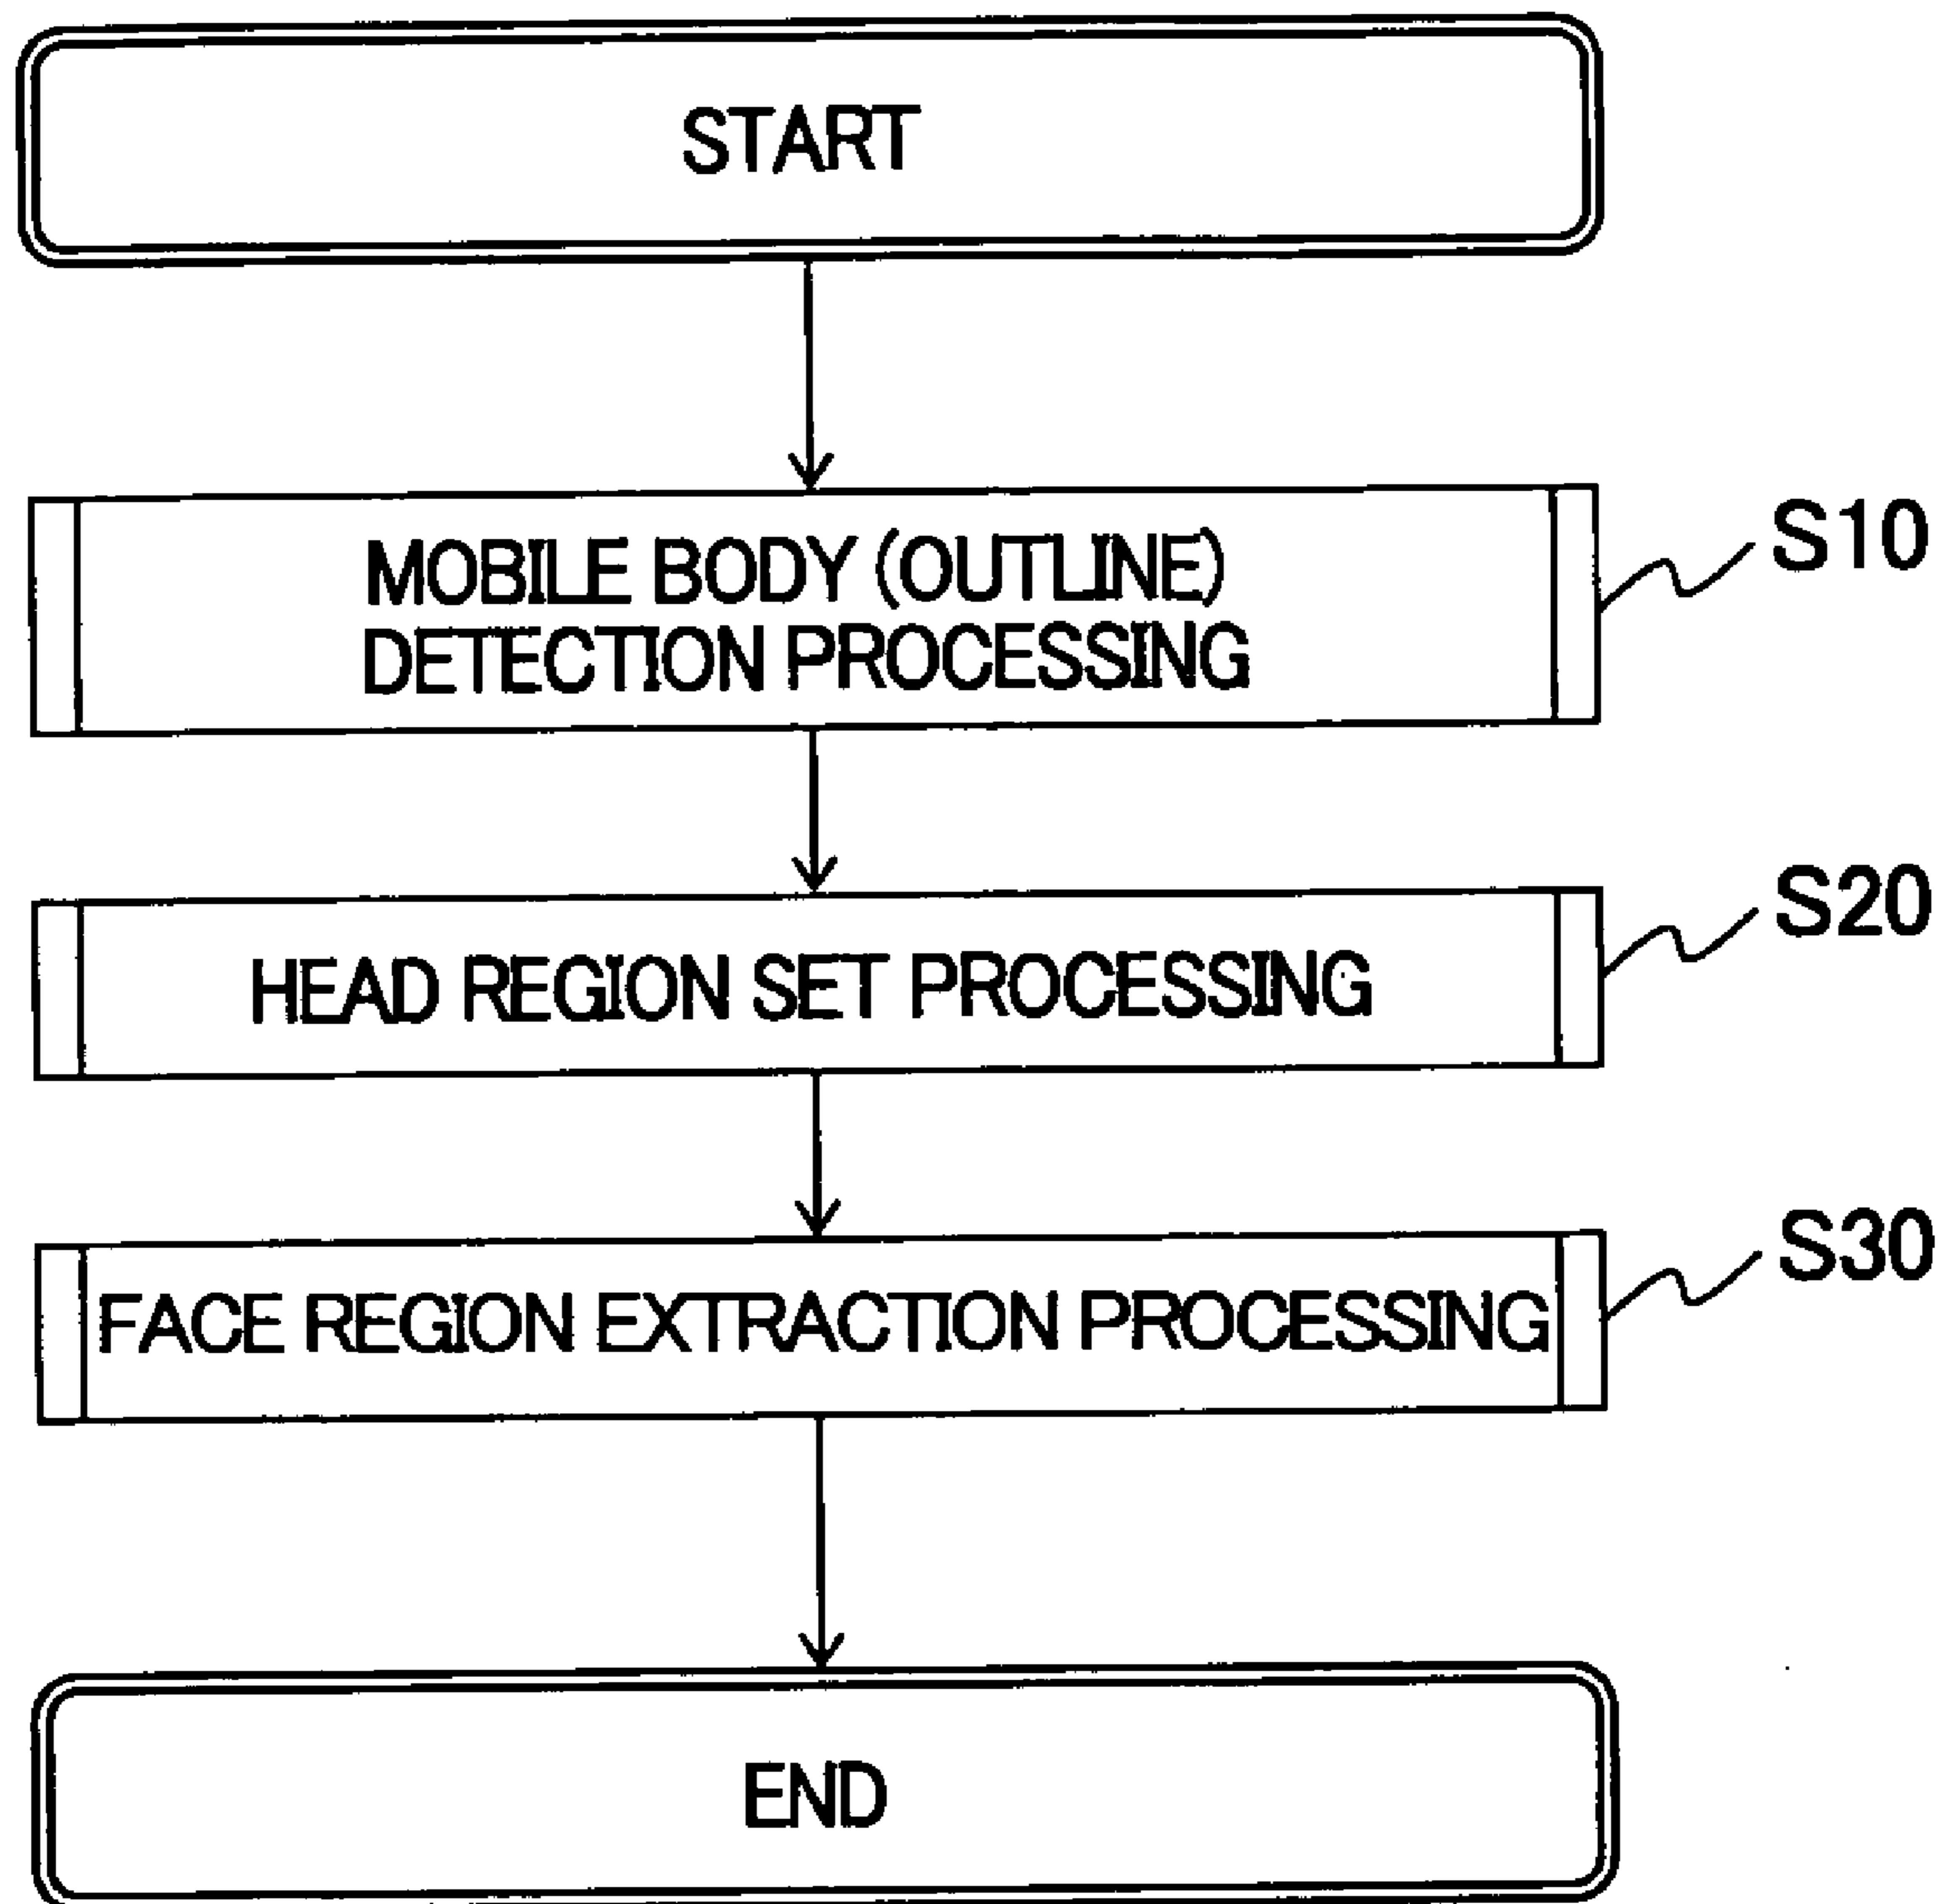 START
MOBILE BODY (OUTLINE)
DETECTION PROCESSING
S10
HEAD REGION SET PROCESSING
S20
FACE REGION EXTRACTION PROCESSING
S30
END